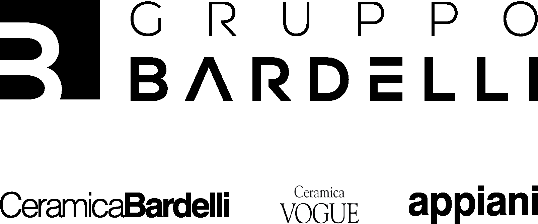 GRUPPO
B BARDELLI
CeramicaBardelli
Ceramica
VOGUE
appiani